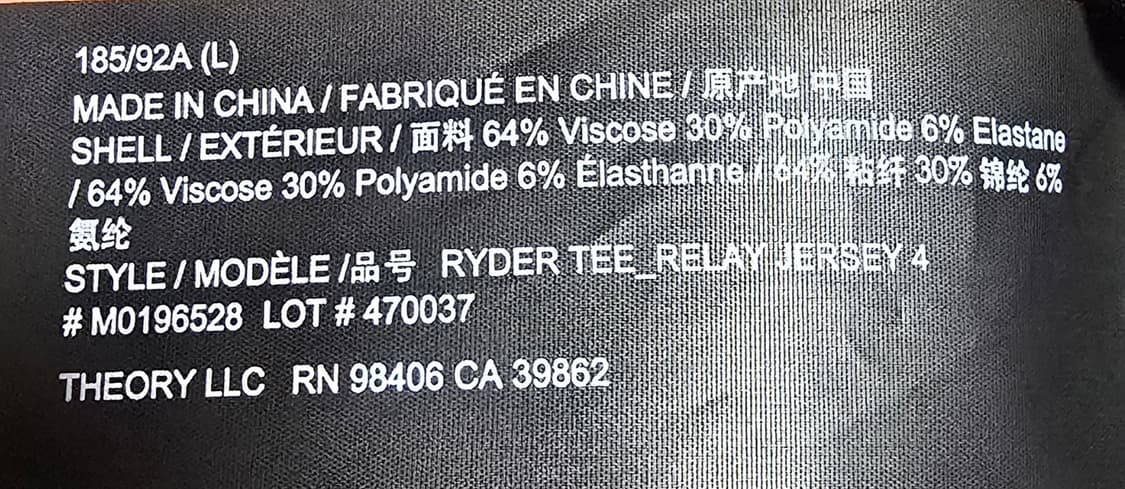 185/92A (L)
MADE IN CHINA / FABRIQUÉ EN CHINE / 原产地 中国
SHELL / EXTÉRIEUR / 面料 64% Viscose 30% Polyamide 6% Elastane
/ 64% Viscose 30% Polyamide 6% Élasthanne / 64% 粘纤 30% 锦纶 6%
氨纶
STYLE / MODÈLE /品号 RYDER TEE_RELAY JERSEY 4
# M0196528 LOT # 470037
THEORY LLC RN 98406 CA 39862